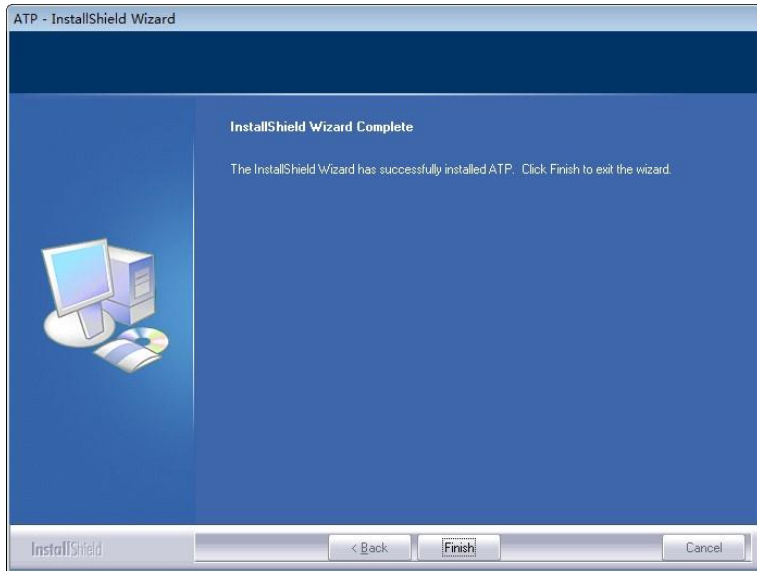 ATP - InstallShield Wizard
InstallShield Wizard Complete
The InstallShield Wizard has successfully installed ATP. Click Finish to exit the wizard.
InstallShield
< Back
Finish
Cancel